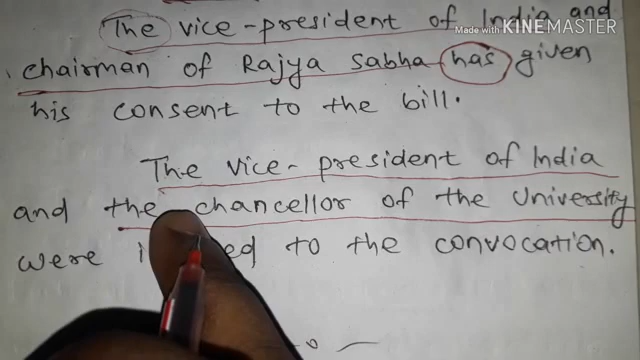 The vice-president of India and
chairman of Rajya Sabha has given
his consent to the bill.
The vice-president of India
and the chancellor of the University
were to the convocation.
Made with KINEMASTER